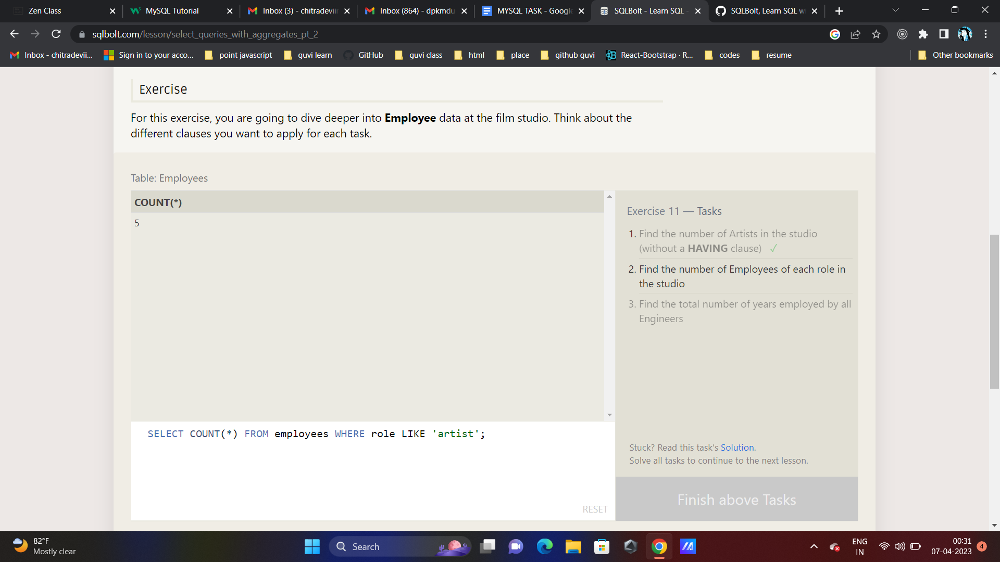 Zen Class
MySQL Tutorial
Inbox (3) - chitradeviir
Inbox (864) - dpkmdu
MYSQL TASK - Google
SQLBolt - Learn SQL -
SQLBolt, Learn SQL wi
sqlbolt.com/lesson/select_queries_with_aggregates_pt_2
Inbox - chitradevii...
Sign in to your acco...
point javascript
guvi learn
GitHub
guvi class
html
place
github guvi
React-Bootstrap · R...
codes
resume
Other bookmarks
Exercise
For this exercise, you are going to dive deeper into Employee data at the film studio. Think about the
different clauses you want to apply for each task.
Table: Employees
COUNT(*)
5
SELECT COUNT(*) FROM employees WHERE role LIKE 'artist';
RESET
Exercise 11 — Tasks
1. Find the number of Artists in the studio
(without a HAVING clause) ✓
2. Find the number of Employees of each role in
the studio
3. Find the total number of years employed by all
Engineers
Stuck? Read this task's Solution.
Solve all tasks to continue to the next lesson.
Finish above Tasks
82°F
Mostly clear
Search
ENG
IN
00:31
07-04-2023
4